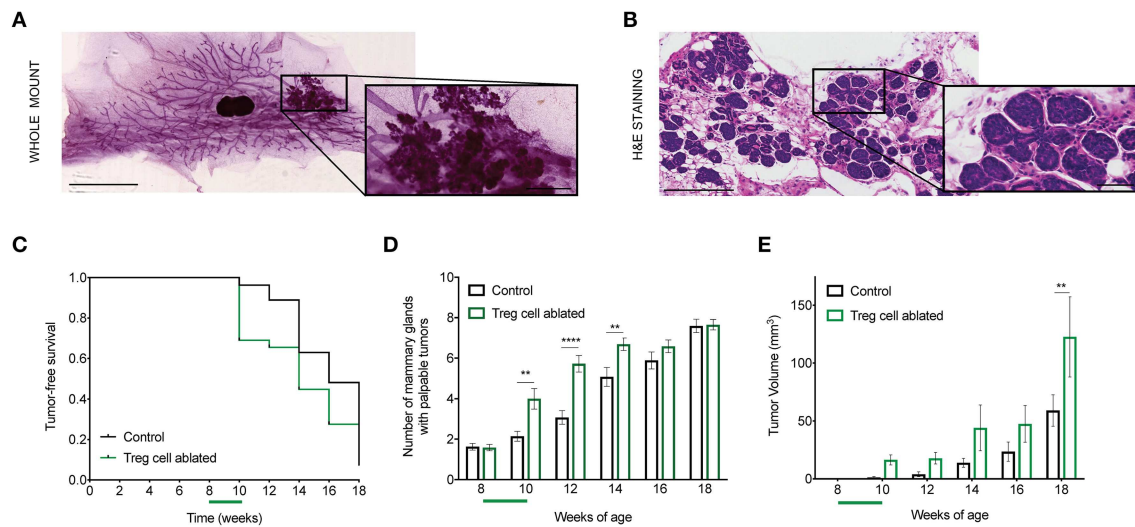 A
WHOLE MOUNT
B
H&E STAINING
C
Tumor-free survival
1.0
0.8
0.6
0.4
0.2
0.0
Control
Treg cell ablated
0 2 4 6 8 10 12 14 16 18
Time (weeks)
D
Number of mammary glands
with palpable tumors
10
8
6
4
2
0
Control
Treg cell ablated
**
****
**
8 10 12 14 16 18
Weeks of age
E
Tumor Volume (mm3)
150
100
50
0
Control
Treg cell ablated
**
8 10 12 14 16 18
Weeks of age